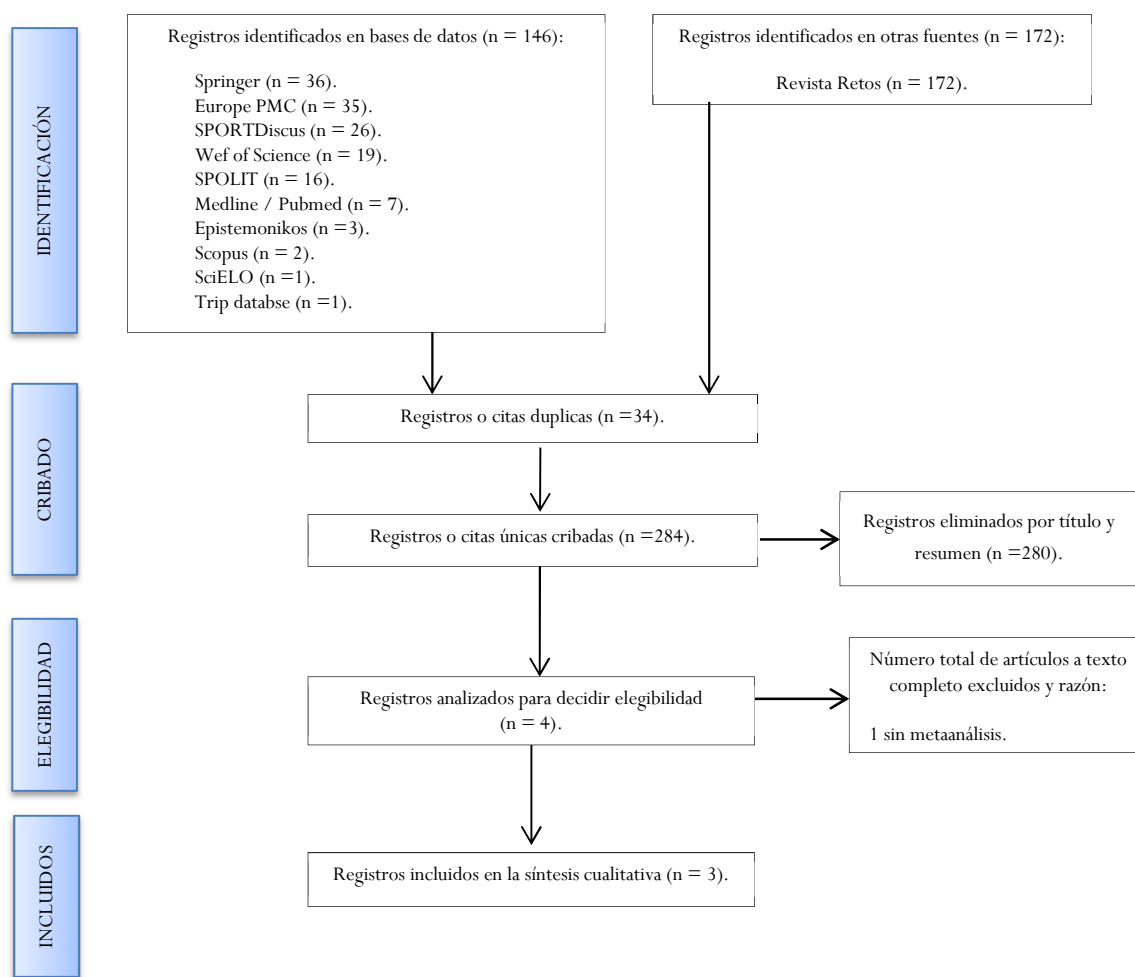 IDENTIFICACIÓN
Registros identificados en bases de datos (n = 146):
Springer (n = 36).
Europe PMC (n = 35).
SPORTDiscus (n = 26).
Wef of Science (n = 19).
SPOLIT (n = 16).
Medline / Pubmed (n = 7).
Epistemonikos (n =3).
Scopus (n = 2).
SciELO (n =1).
Trip databse (n =1).
Registros identificados en otras fuentes (n = 172):
Revista Retos (n = 172).
CRIBADO
Registros o citas duplicas (n =34).
Registros o citas únicas cribadas (n =284).
Registros eliminados por título y
resumen (n =280).
ELEGIBILIDAD
Registros analizados para decidir elegibilidad
(n = 4).
Número total de artículos a texto
completo excluidos y razón:
1 sin metaanálisis.
INCLUIDOS
Registros incluidos en la síntesis cualitativa (n = 3).